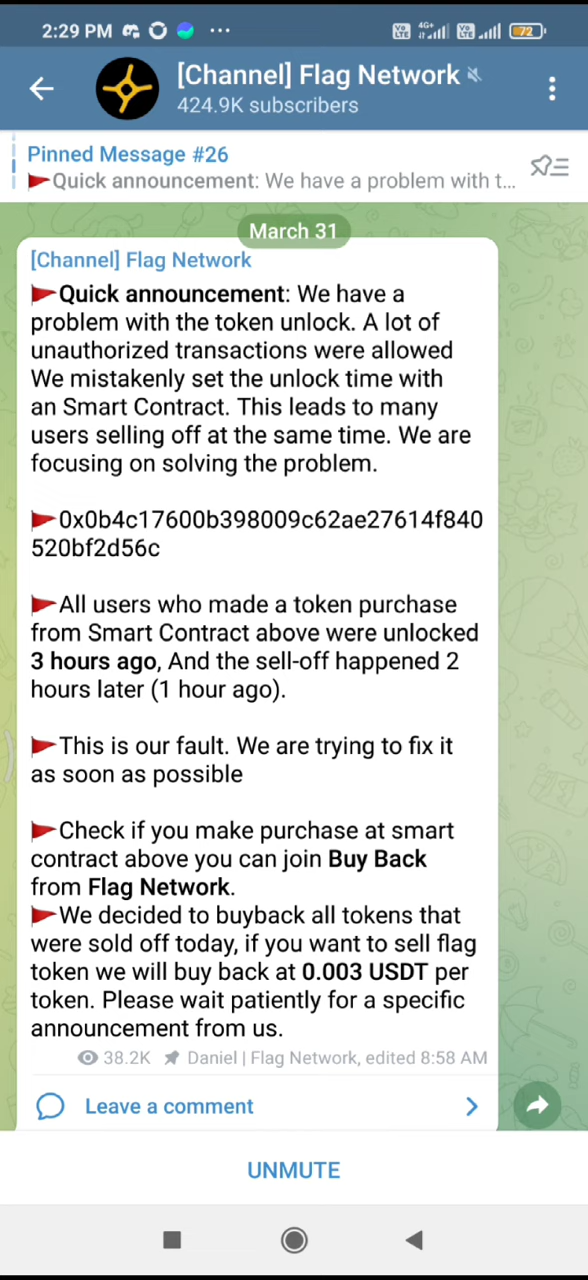 2:29 PM
4G+
72
[Channel] Flag Network
424.9K subscribers
Pinned Message #26
Quick announcement: We have a problem with t...
March 31
[Channel] Flag Network
Quick announcement: We have a
problem with the token unlock. A lot of
unauthorized transactions were allowed
We mistakenly set the unlock time with
an Smart Contract. This leads to many
users selling off at the same time. We are
focusing on solving the problem.
0x0b4c17600b398009c62ae27614f840
520bf2d56c
All users who made a token purchase
from Smart Contract above were unlocked
3 hours ago, And the sell-off happened 2
hours later (1 hour ago).
This is our fault. We are trying to fix it
as soon as possible
Check if you make purchase at smart
contract above you can join Buy Back
from Flag Network.
We decided to buyback all tokens that
were sold off today, if you want to sell flag
token we will buy back at 0.003 USDT per
token. Please wait patiently for a specific
announcement from us.
38.2K Daniel | Flag Network, edited 8:58 AM
Leave a comment
UNMUTE